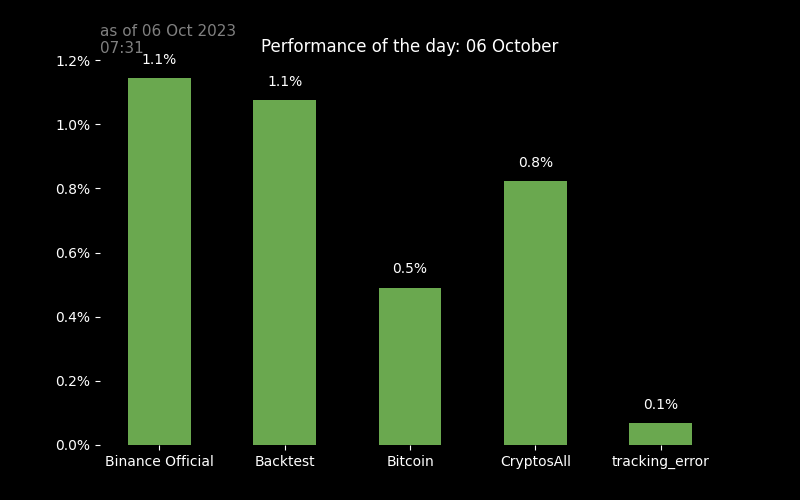 as of 06 Oct 2023
07:31
Performance of the day: 06 October
1.2%
1.0%
0.8%
0.6%
0.4%
0.2%
0.0%
1.1%
1.1%
0.5%
0.8%
0.1%
Binance Official
Backtest
Bitcoin
CryptosAll
tracking_error